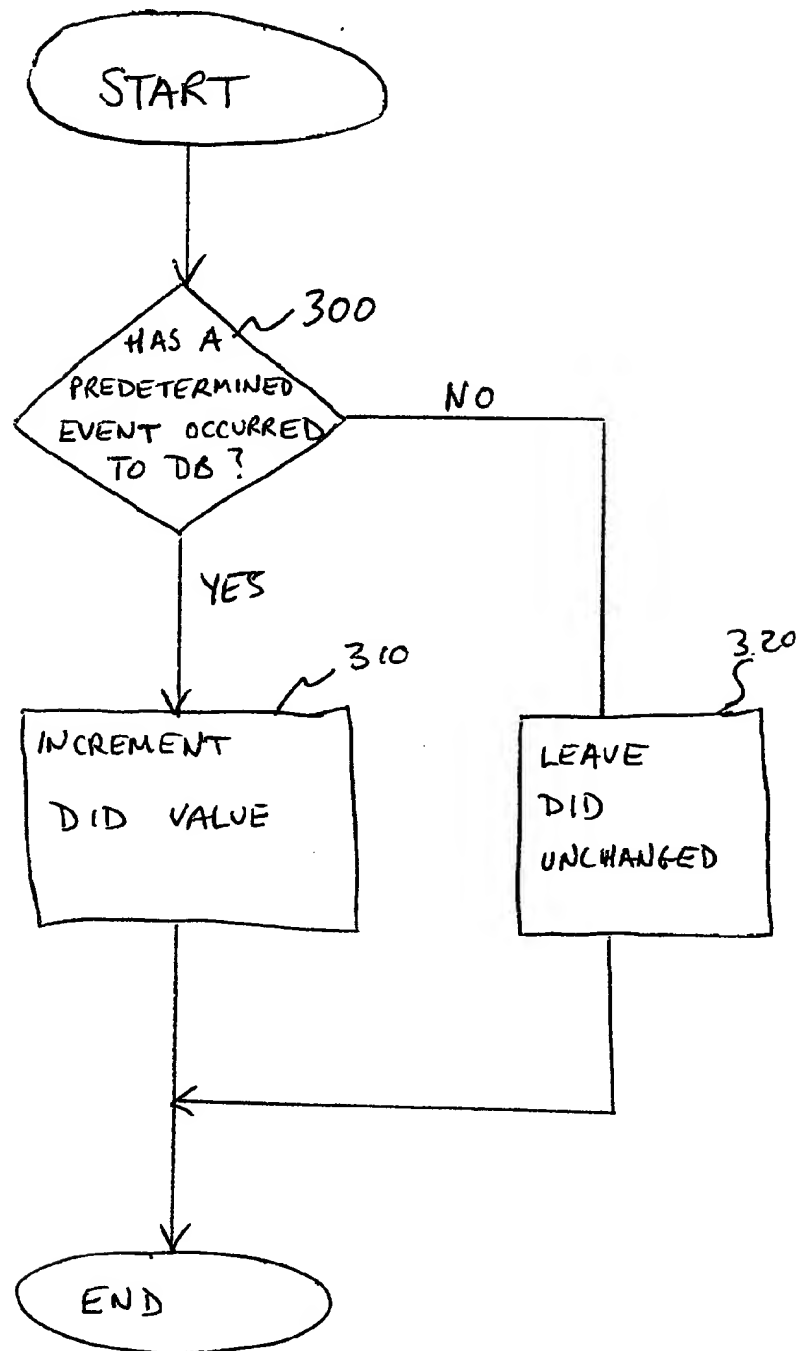 START
300
HAS A
PREDETERMINED
EVENT OCCURRED
TO DB?
NO
YES
310
INCREMENT
DID VALUE
320
LEAVE
DID
UNCHANGED
END